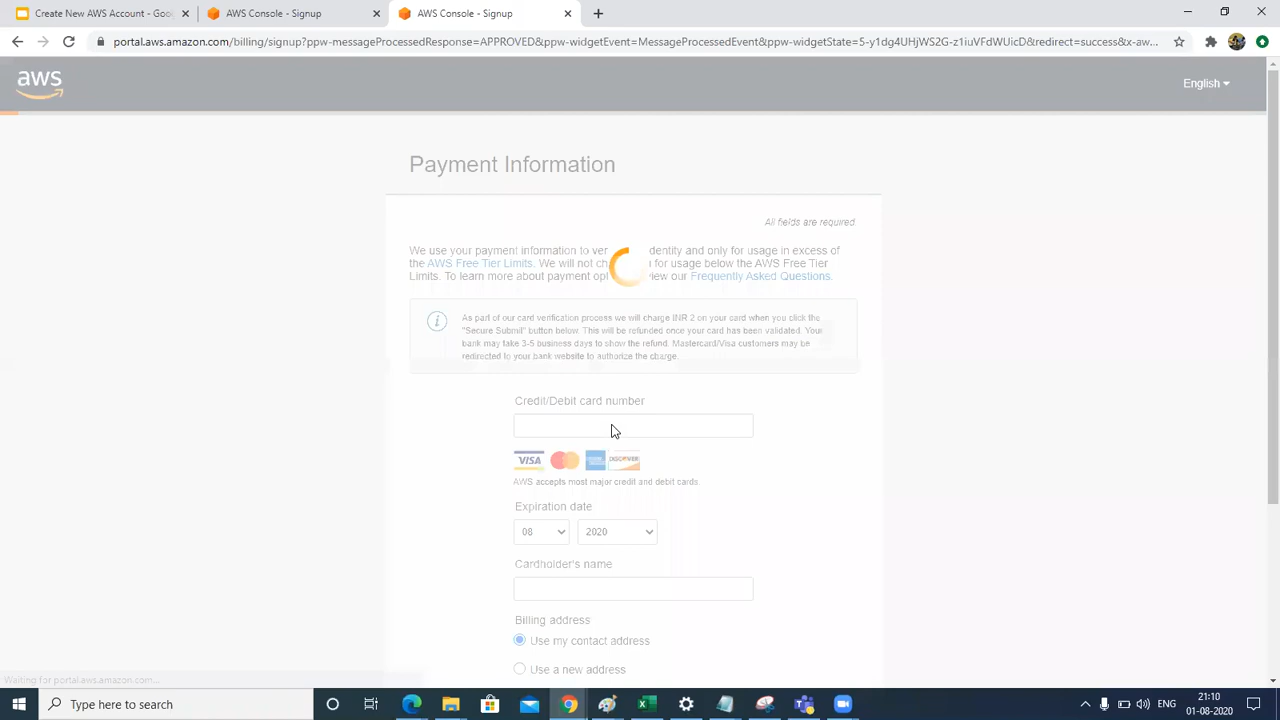 Create New AWS Account - Goog
AWS Console - Signup
AWS Console - Signup
portal.aws.amazon.com/billing/signup?ppw-messageProcessedResponse=APPROVED&ppw-widgetEvent=MessageProcessedEvent&ppw-widgetState=5-y1dg4UHjWS2G-z1iuVFdWUicD&redirect=success&x-aw...
aws
English
Payment Information
All fields are required
We use your payment information to ver dentity and only for usage in excess of
the AWS Free Tier Limits. We will not ch for usage below the AWS Free Tier
Limits. To learn more about payment op iew our Frequently Asked Questions.
As part of our card verification process we will charge INR 2 on your card when you click the
"Secure Submit" button below. This will be refunded once your card has been validated. Your
bank may take 3-5 business days to show the refund. Mastercard/Visa customers may be
redirected to your bank website to authorize the charge.
Credit/Debit card number
VISA DISCOVER
AWS accepts most major credit and debit cards.
Expiration date
08 2020
Cardholder's name
Billing address
Use my contact address
Use a new address
Waiting for portal.aws.amazon.com...
Type here to search
ENG
21:10
01-08-2020